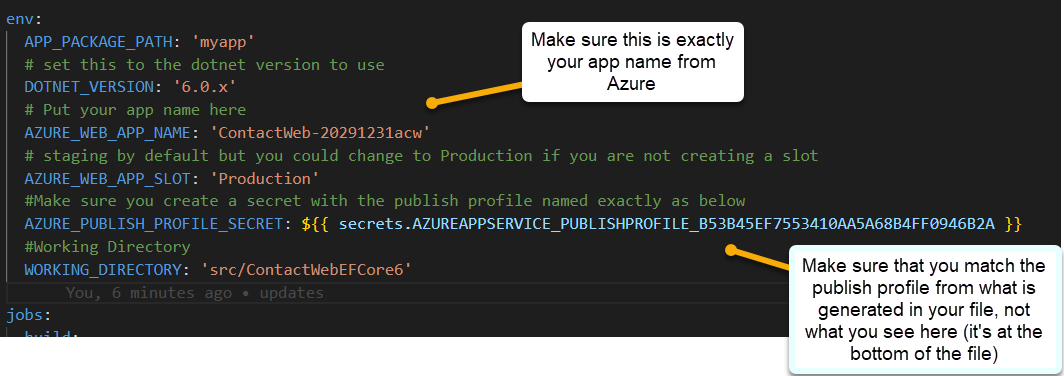 env:
APP_PACKAGE_PATH: 'myapp'
# set this to the dotnet version to use
DOTNET_VERSION: '6.0.x'
# Put your app name here
AZURE_WEB_APP_NAME: 'ContactWeb-20291231acw'
# staging by default but you could change to Production if you are not creating a slot
AZURE_WEB_APP_SLOT: 'Production'
#Make sure you create a secret with the publish profile named exactly as below
AZURE_PUBLISH_PROFILE_SECRET: ${{ secrets.AZUREAPPSERVICE_PUBLISHPROFILE_B53B45EF7553410AA5A68B4FF0946B2A }}
#Working Directory
WORKING_DIRECTORY: 'src/ContactWebEFCore6'
You, 6 minutes ago • updates
jobs:
build:
Make sure this is exactly
your app name from
Azure
Make sure that you match the
publish profile from what is
generated in your file, not
what you see here (it's at the
bottom of the file)